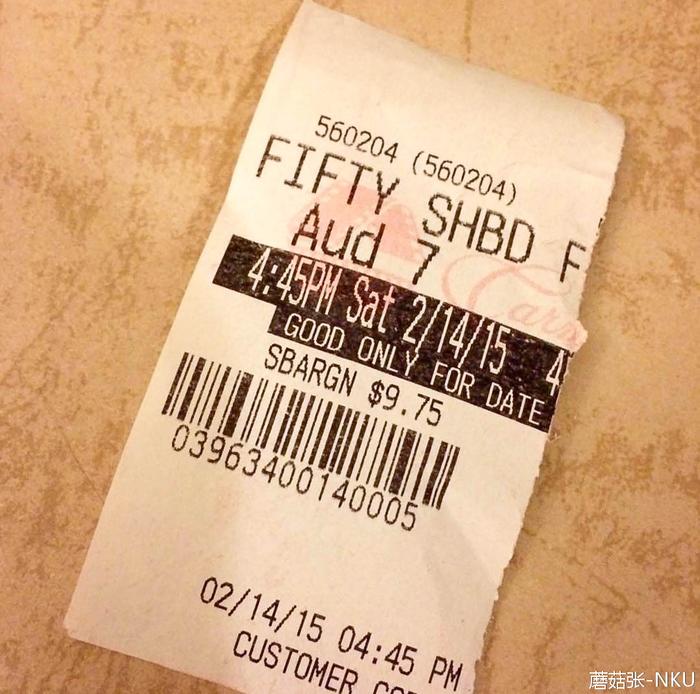 560204 (560204)
FIFTY SHBD F
Aud 7
4:45PM Sat 2/14/15 4
GOOD ONLY FOR DATE
SBARGN $9.75
03963400140005
02/14/15 04:45 PM
CUSTOMER
蘑菇张-NKU